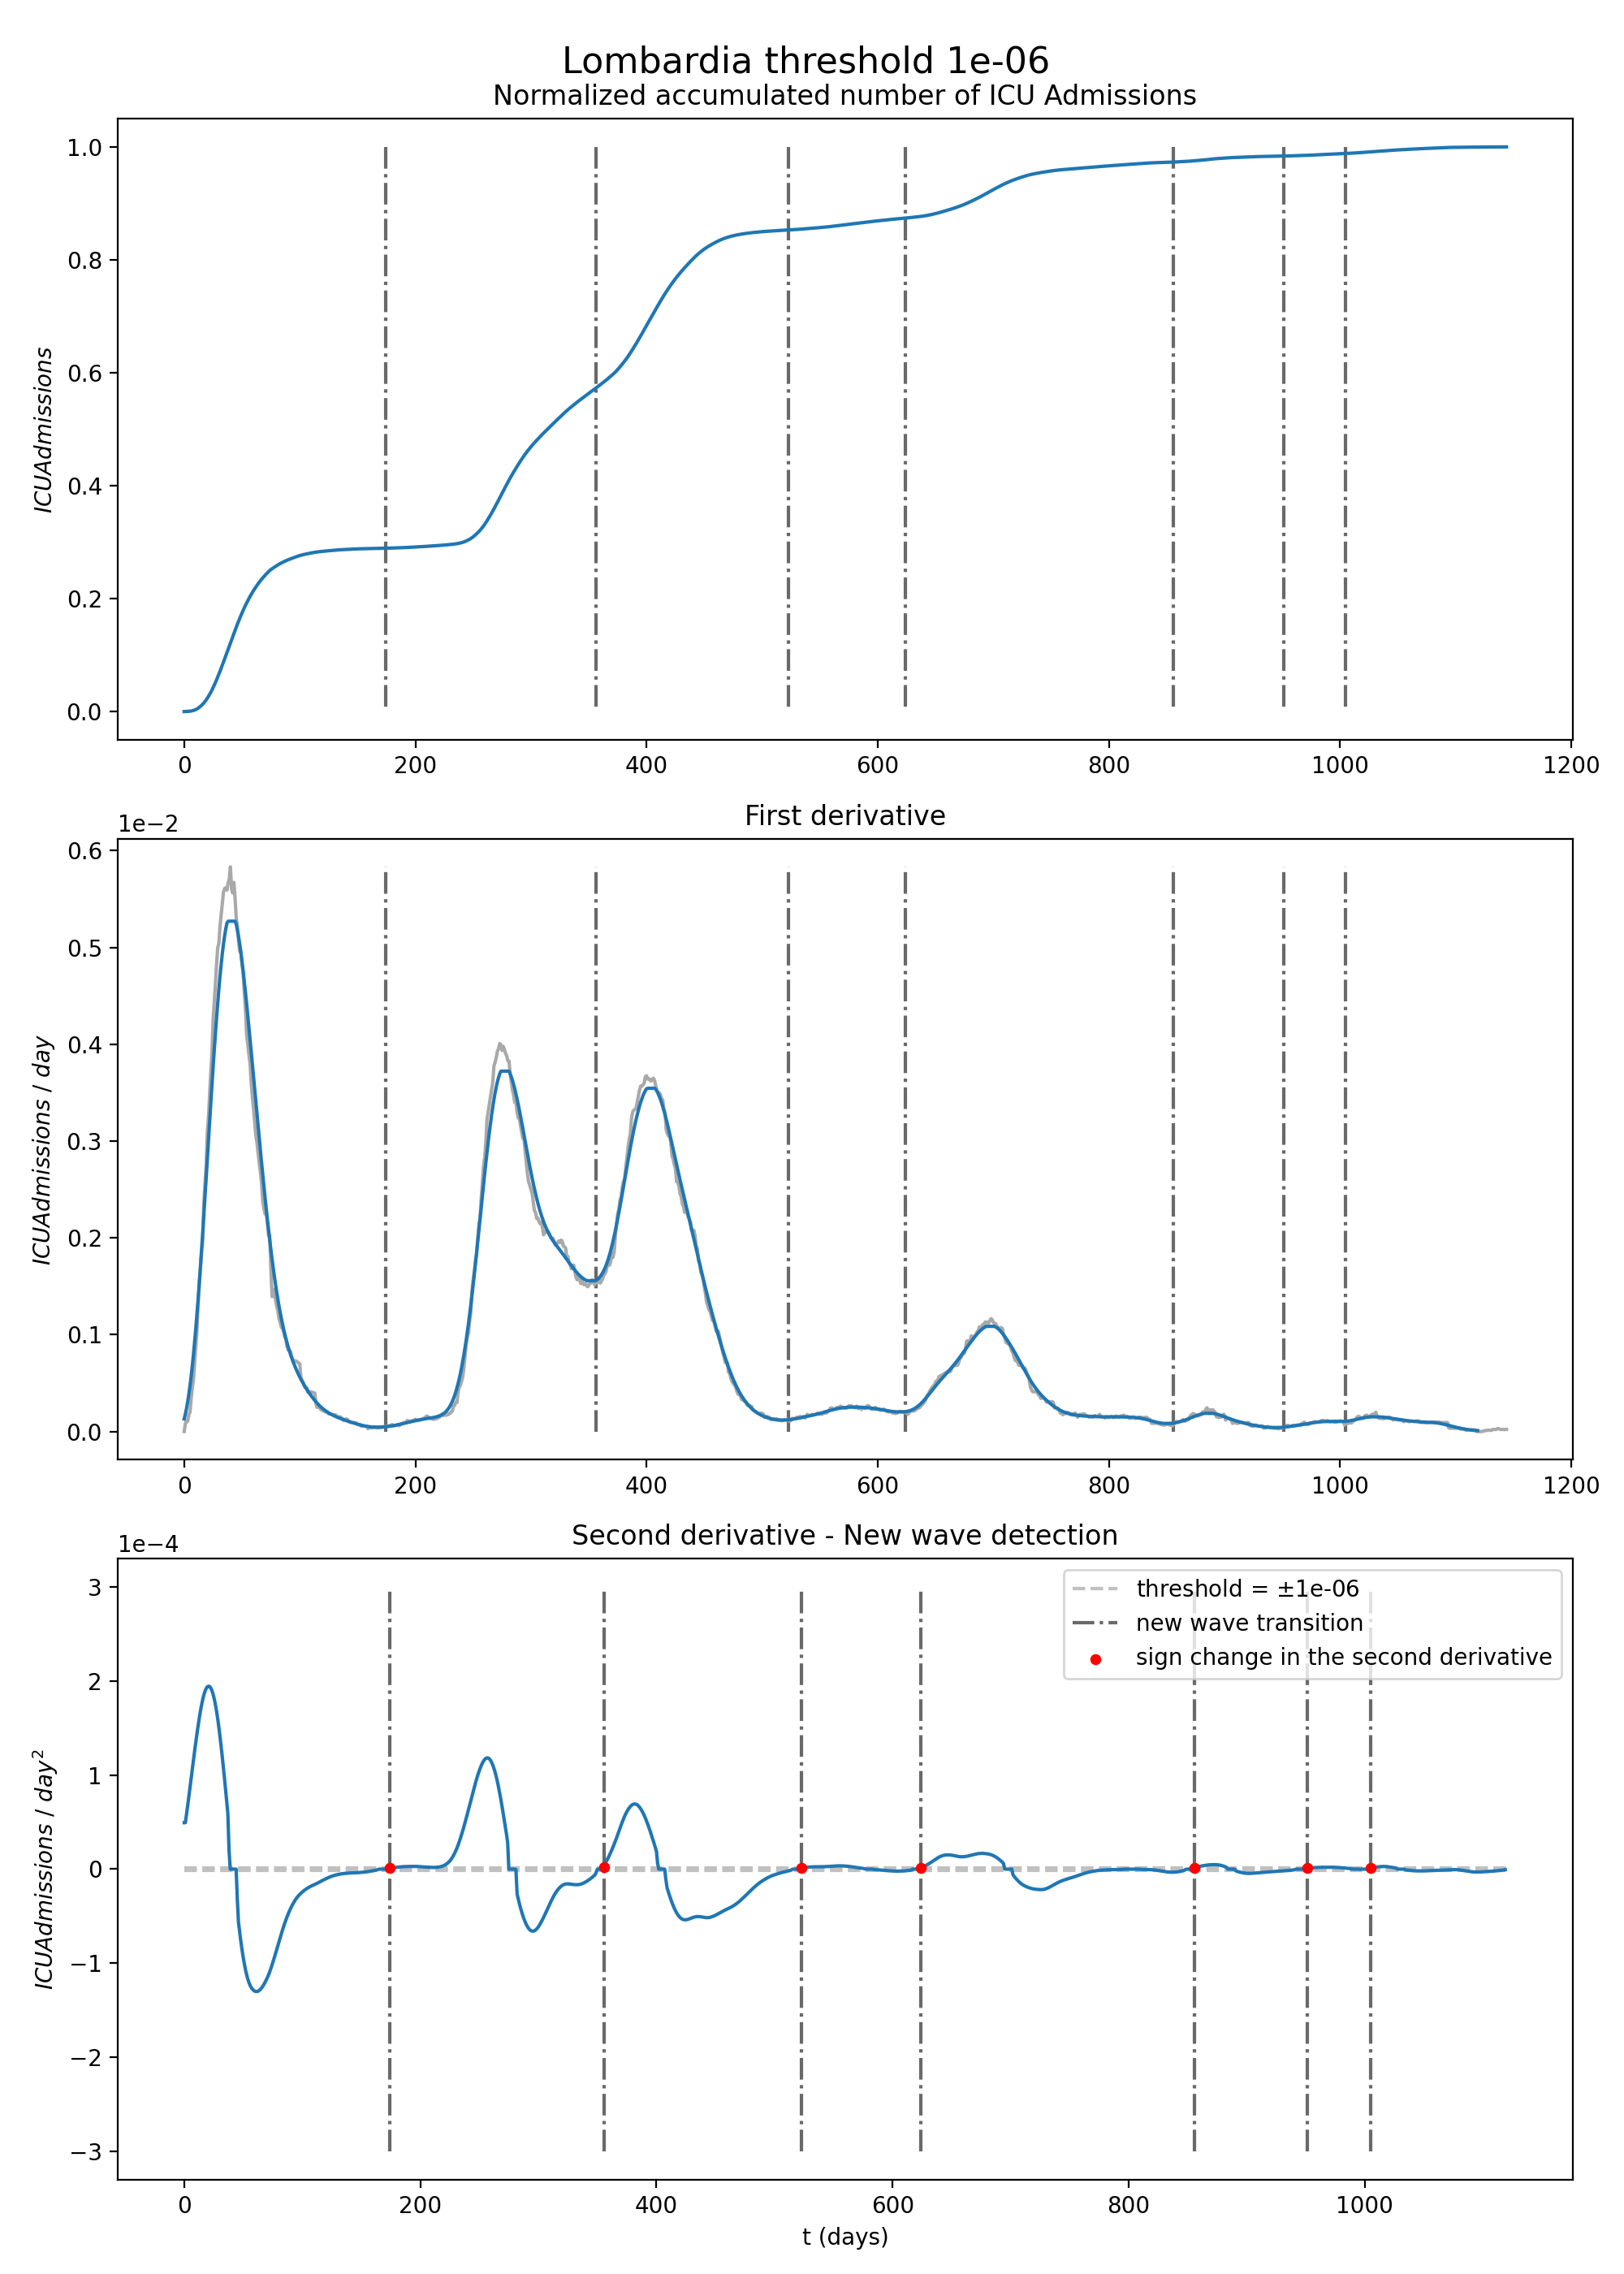 Lombardia threshold 1e-06
Normalized accumulated number of ICU Admissions
ICUAdmissions
1.0
0.8
0.6
0.4
0.2
0.0
0 200 400 600 800 1000 1200
First derivative
1e−2
ICUAdmissions / day
0.6
0.5
0.4
0.3
0.2
0.1
0.0
0 200 400 600 800 1000 1200
Second derivative - New wave detection
1e−4
ICUAdmissions / day²
3
2
1
0
−1
−2
−3
threshold = ±1e-06
new wave transition
sign change in the second derivative
0 200 400 600 800 1000
t (days)